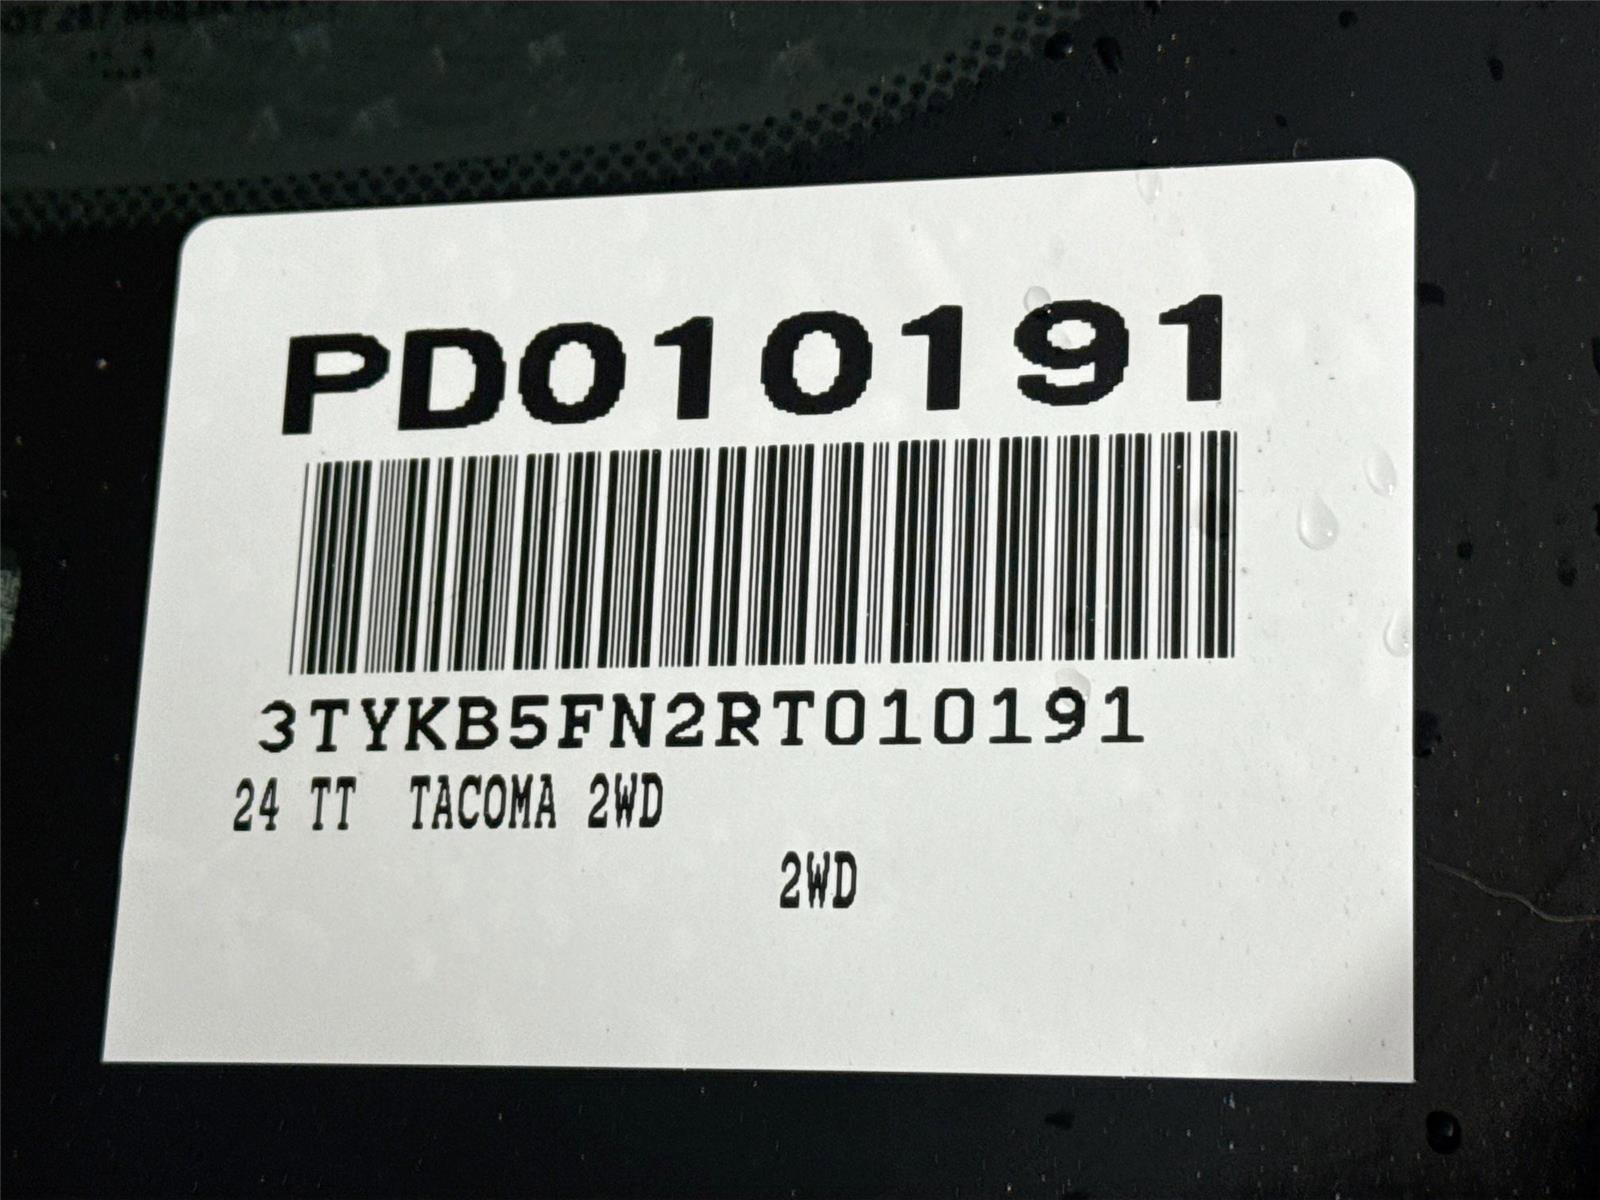 PD010191
3TYKB5FN2RT010191
24 TT TACOMA 2WD
2WD